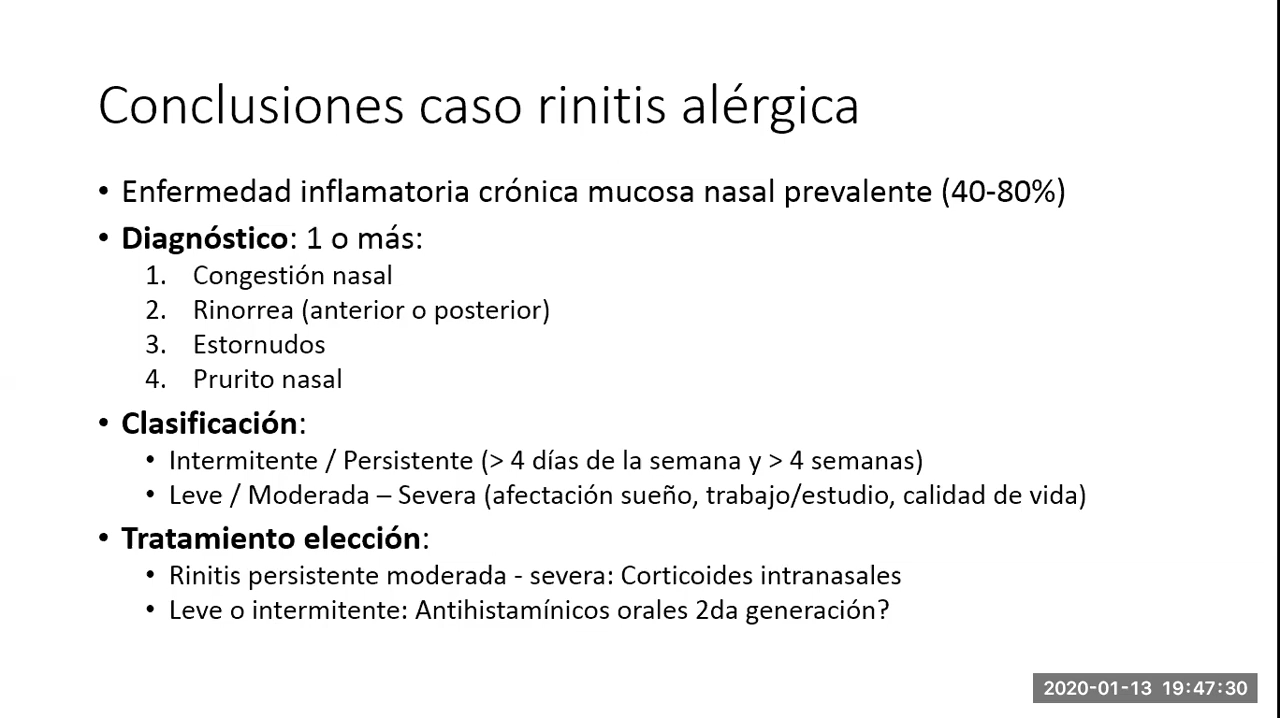 Conclusiones caso rinitis alérgica
• Enfermedad inflamatoria crónica mucosa nasal prevalente (40-80%)
• Diagnóstico: 1 o más:
1. Congestión nasal
2. Rinorrea (anterior o posterior)
3. Estornudos
4. Prurito nasal
• Clasificación:
• Intermitente / Persistente (> 4 días de la semana y > 4 semanas)
• Leve / Moderada – Severa (afectación sueño, trabajo/estudio, calidad de vida)
• Tratamiento elección:
• Rinitis persistente moderada - severa: Corticoides intranasales
• Leve o intermitente: Antihistamínicos orales 2da generación?
2020-01-13 19:47:30